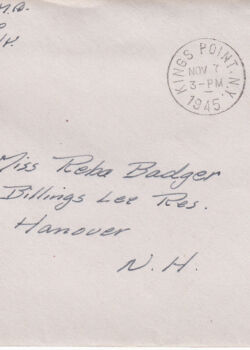 M.A.
KINGS POINT. N.Y.
NOV 7
3-PM
1945
Miss Reba Badger
Billings Lee Res.
Hanover
N. H.